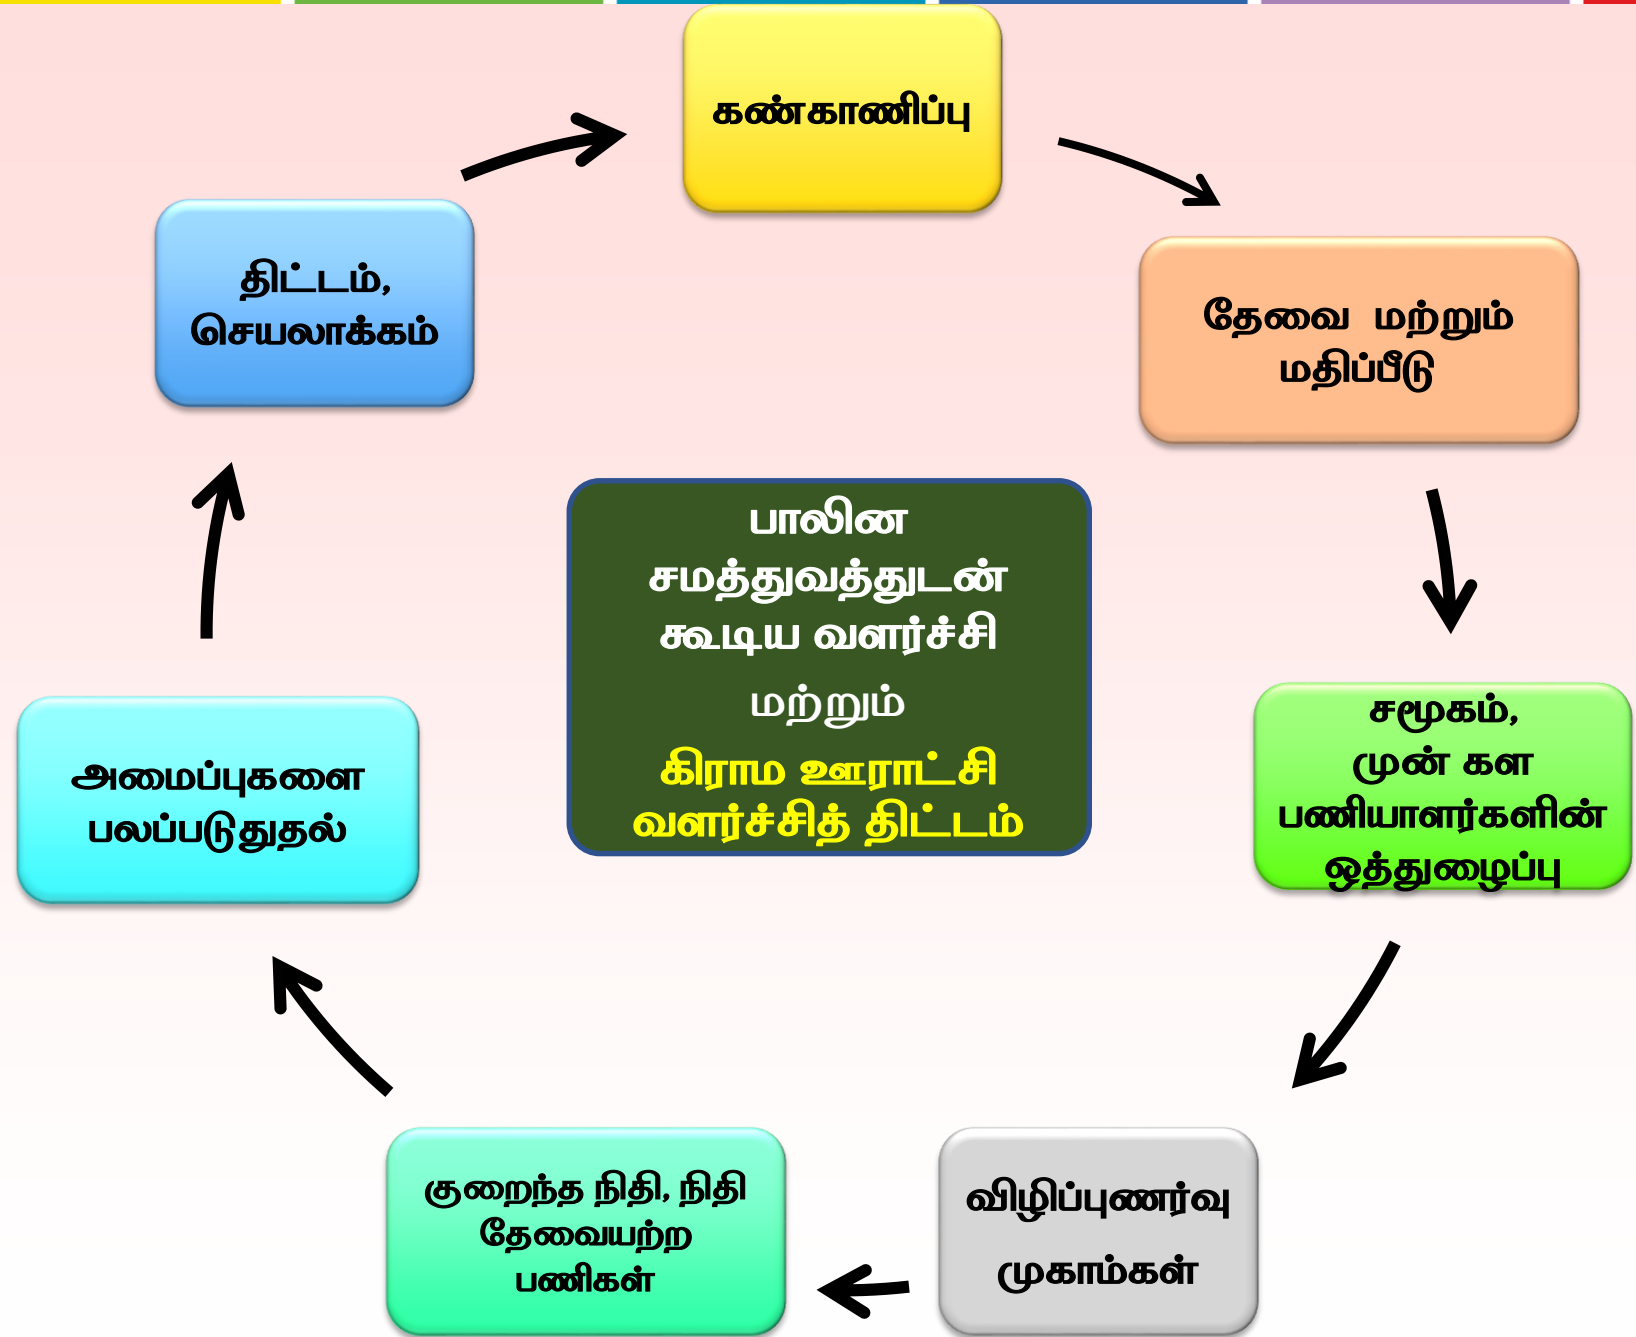 கண்காணிப்பு
தேவை மற்றும்
மதிப்பீடு
சமூகம்,
முன் கள
பணியாளர்களின்
ஒத்துழைப்பு
விழிப்புணர்வு
முகாம்கள்
குறைந்த நிதி, நிதி
தேவையற்ற
பணிகள்
அமைப்புகளை
பலப்படுதுதல்
திட்டம்,
செயலாக்கம்
பாலின
சமத்துவத்துடன்
கூடிய வளர்ச்சி
மற்றும்
கிராம ஊராட்சி
வளர்ச்சித் திட்டம்